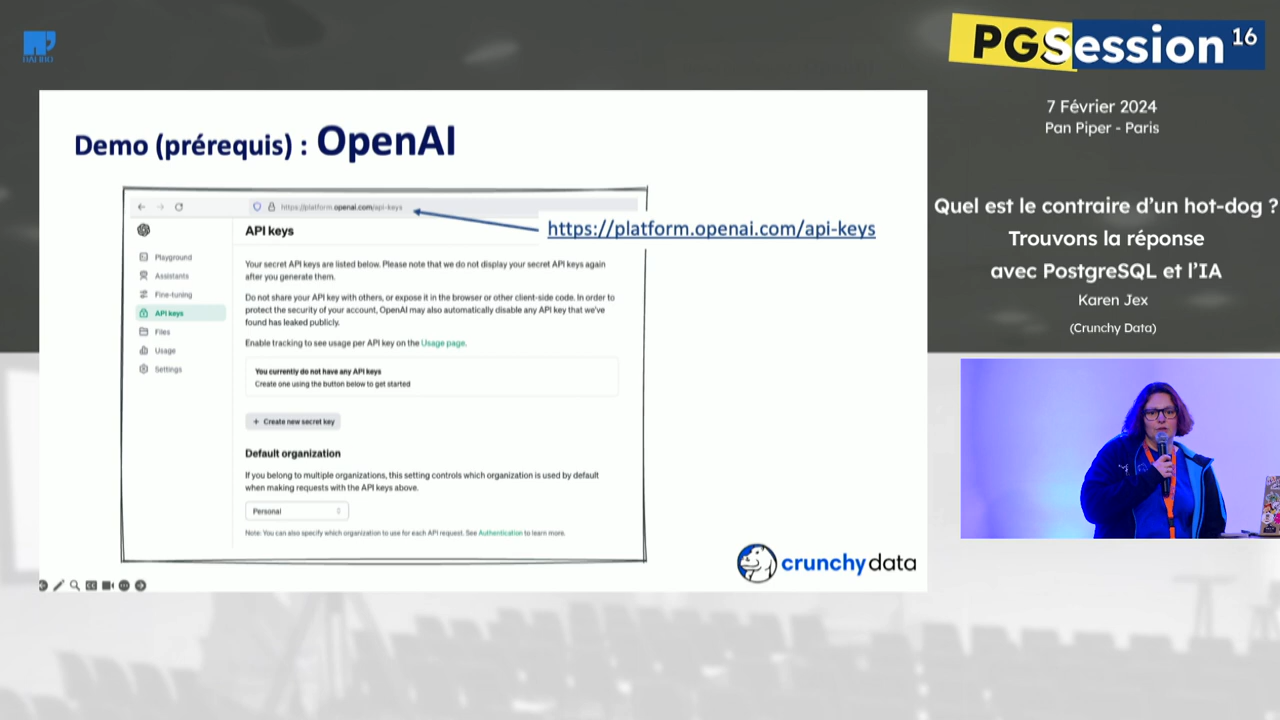 PGSession 16
7 Février 2024
Pan Piper - Paris
Quel est le contraire d'un hot-dog ?
Trouvons la réponse
avec PostgreSQL et l'IA
Karen Jex
(Crunchy Data)
Demo (prérequis) : OpenAI
https://platform.openai.com/api-keys
https://platform.openai.com/api-keys
Playground
Assistants
Fine-tuning
API keys
Files
Usage
Settings
API keys
Your secret API keys are listed below. Please note that we do not display your secret API keys again
after you generate them.
Do not share your API key with others, or expose it in the browser or other client-side code. In order to
protect the security of your account, OpenAI may also automatically disable any API key that we've
found has leaked publicly.
Enable tracking to see usage per API key on the Usage page.
You currently do not have any API keys
Create one using the button below to get started
+ Create new secret key
Default organization
If you belong to multiple organizations, this setting controls which organization is used by default
when making requests with the API keys above.
Personal
Note: You can also specify which organization to use for each API request. See Authentication to learn more.
crunchydata